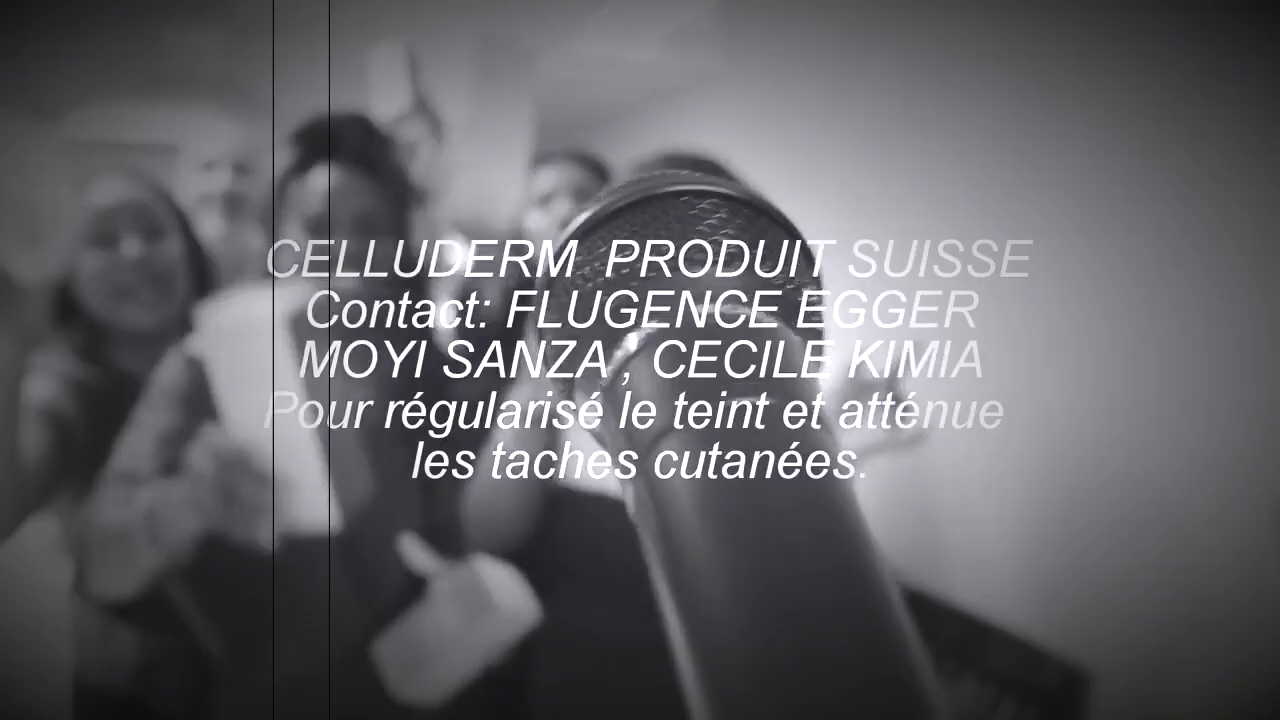 CELLUDERM PRODUIT SUISSE
Contact: FLUGENCE EGGER
MOYI SANZA , CECILE KIMIA
Pour régularisé le teint et atténue
les taches cutanées.